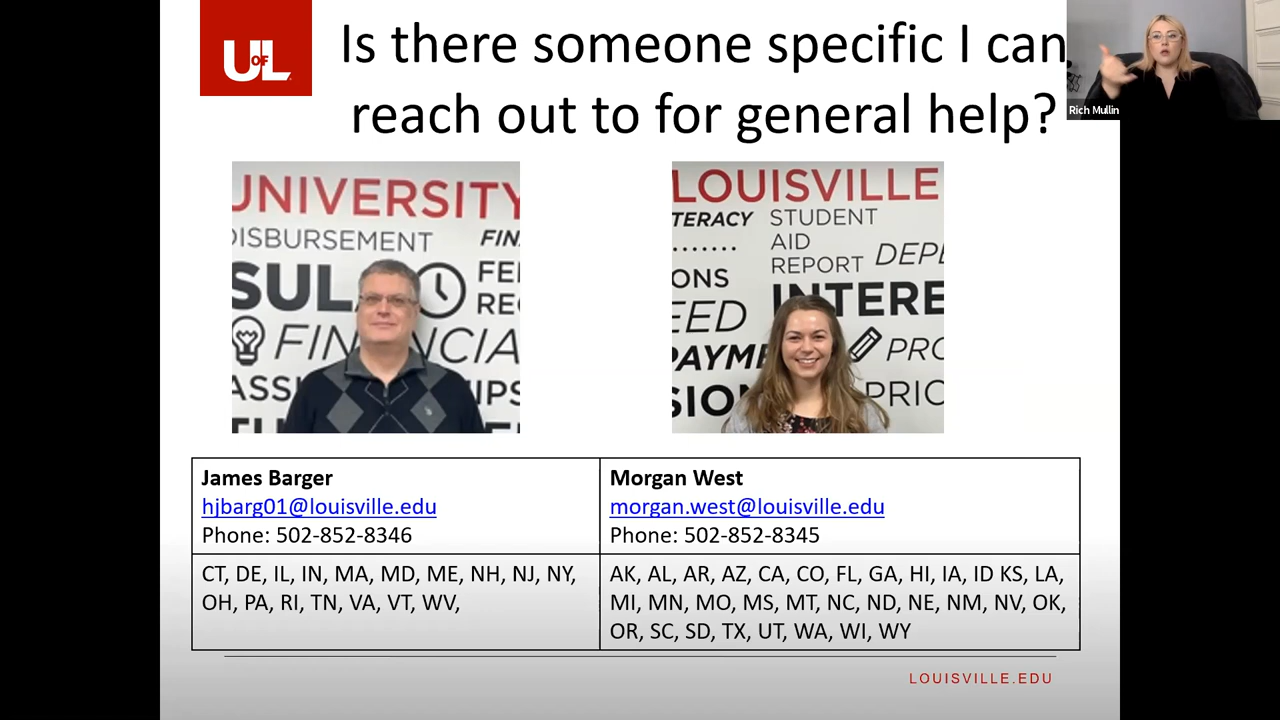 UofL
Is there someone specific I can
reach out to for general help?
Rich Mullin
UNIVERSITY
DISBURSEMENT
FIN
SUL
FE
RE
FINANCIA
ASS
IPS
LOUISVILLE
TERACY
STUDENT
AID
REPORT
DEPE
ONS
INTERE
EED
PAYME
PRO
SION
PRIO
James Barger
hjbarg01@louisville.edu
Phone: 502-852-8346
Morgan West
morgan.west@louisville.edu
Phone: 502-852-8345
CT, DE, IL, IN, MA, MD, ME, NH, NJ, NY,
OH, PA, RI, TN, VA, VT, WV,
AK, AL, AR, AZ, CA, CO, FL, GA, HI, IA, ID KS, LA,
MI, MN, MO, MS, MT, NC, ND, NE, NM, NV, OK,
OR, SC, SD, TX, UT, WA, WI, WY
LOUISVILLE.EDU